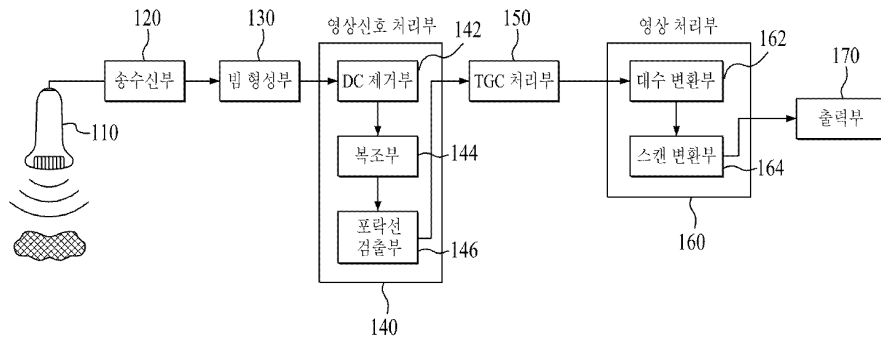 120
송수신부
130
빔 형성부
영상신호 처리부
142
DC 제거부
복조부
144
포락선
검출부
146
140
150
TGC 처리부
영상 처리부
162
대수 변환부
스캔 변환부
164
160
170
출력부
110